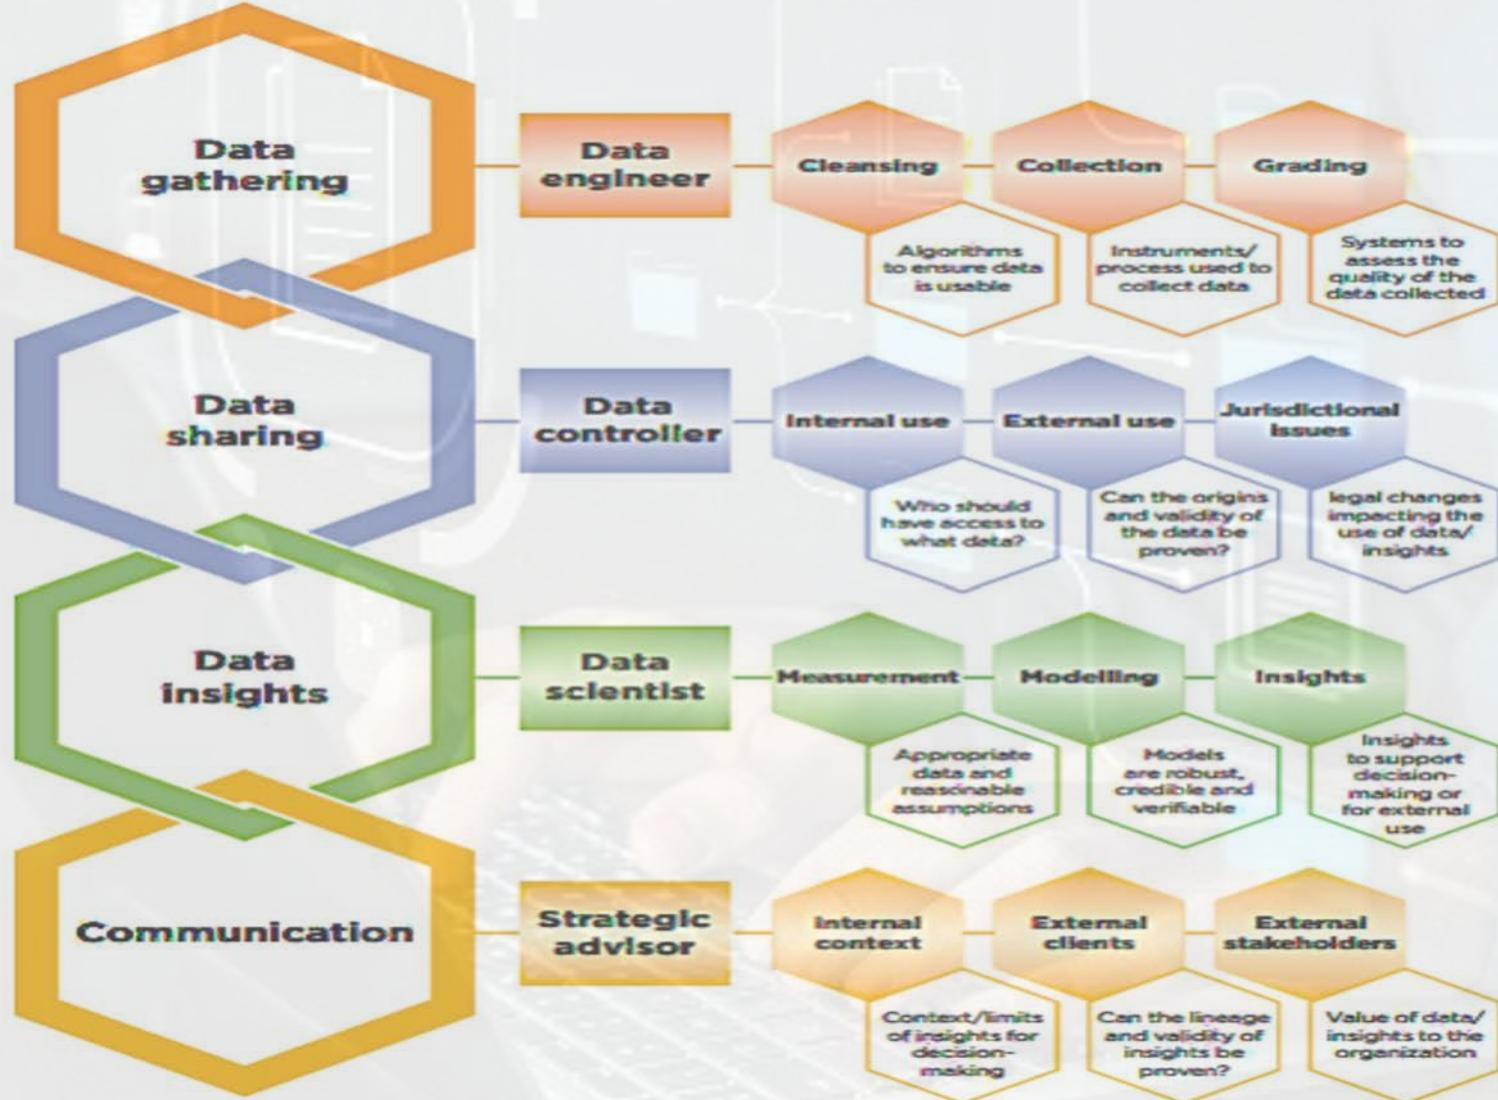 Data
gathering
Data
engineer
Cleansing
Collection
Grading
Algorithms
to ensure data
is usable
Instruments/
process used to
collect data
Systems to
assess the
quality of the
data collected
Data
sharing
Data
controller
Internal use
External use
Jurisdictional
Issues
Who should
have access to
what data?
Can the origins
and validity of
the data be
proven?
legal changes
impacting the
use of data/
insights
Data
insights
Data
scientist
Measurement
Modelling
Insights
Appropriate
data and
reasonable
assumptions
Models
are robust,
credible and
verifiable
Insights
to support
decision-
making or
for external
use
Communication
Strategic
advisor
Internal
context
External
clients
External
stakeholders
Context/limits
of insights for
decision-
making
Can the lineage
and validity of
insights be
proven?
Value of data/
insights to the
organization